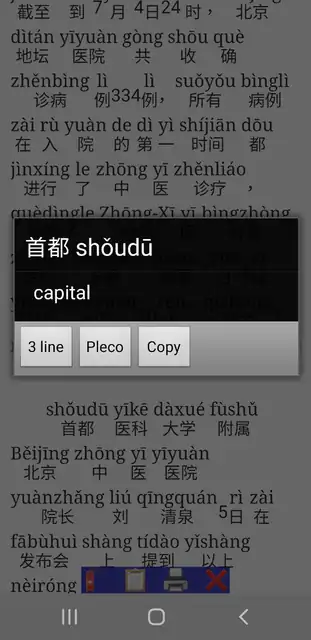 截至 到 7月 4日24时， 北京
dìtán yīyuàn gòng shōu què
地坛 医院 共 收 确
zhěnbìng lì lì suǒyǒu bìnglì
诊病 例334例， 所有 病例
zài rù yuàn de dì yì shíjiān dōu
在 入 院 的 第 一 时间 都
jìnxíng le zhōng yī zhěnliáo
进行 了 中 医 诊疗 ，
quèdìngle Zhōng-Xī yī bìngzhòng
首都 shǒudū
capital
3 line Pleco Copy
shǒudū yīkē dàxué fùshǔ
首都 医科 大学 附属
Běijīng zhōng yī yīyuàn
北京 中 医 医院
yuànzhǎng liú qīngquán rì zài
院长 刘 清泉 5日 在
fābùhuì shàng tídào yǐshàng
发布会 上 提到 以上
nèiróng